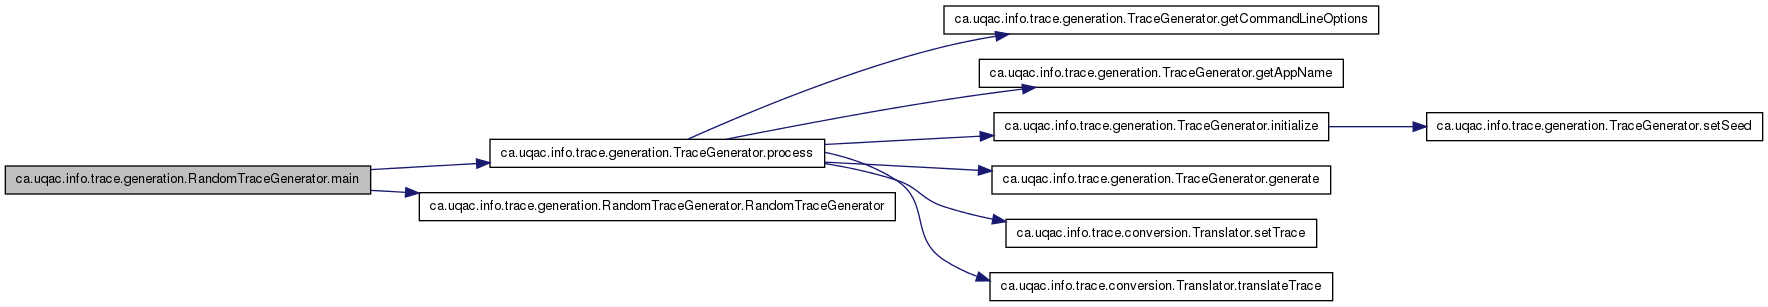 ca.uqac.info.trace.generation.TraceGenerator.getCommandLineOptions
ca.uqac.info.trace.generation.TraceGenerator.getAppName
ca.uqac.info.trace.generation.TraceGenerator.initialize
ca.uqac.info.trace.generation.TraceGenerator.setSeed
ca.uqac.info.trace.generation.TraceGenerator.process
ca.uqac.info.trace.generation.RandomTraceGenerator.main
ca.uqac.info.trace.generation.TraceGenerator.generate
ca.uqac.info.trace.generation.RandomTraceGenerator.RandomTraceGenerator
ca.uqac.info.trace.conversion.Translator.setTrace
ca.uqac.info.trace.conversion.Translator.translateTrace